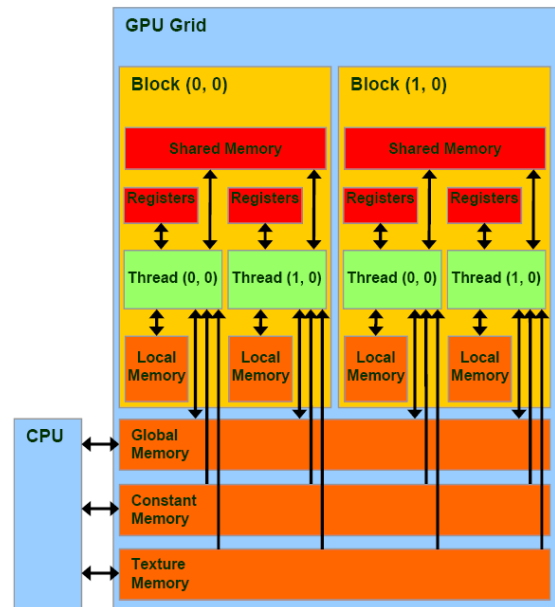 GPU Grid
Block (0, 0)
Block (1, 0)
Shared Memory
Shared Memory
Registers
Registers
Registers
Registers
Thread (0, 0)
Thread (1, 0)
Thread (0, 0)
Thread (1, 0)
Local
Memory
Local
Memory
Local
Memory
Local
Memory
CPU
Global
Memory
Constant
Memory
Texture
Memory